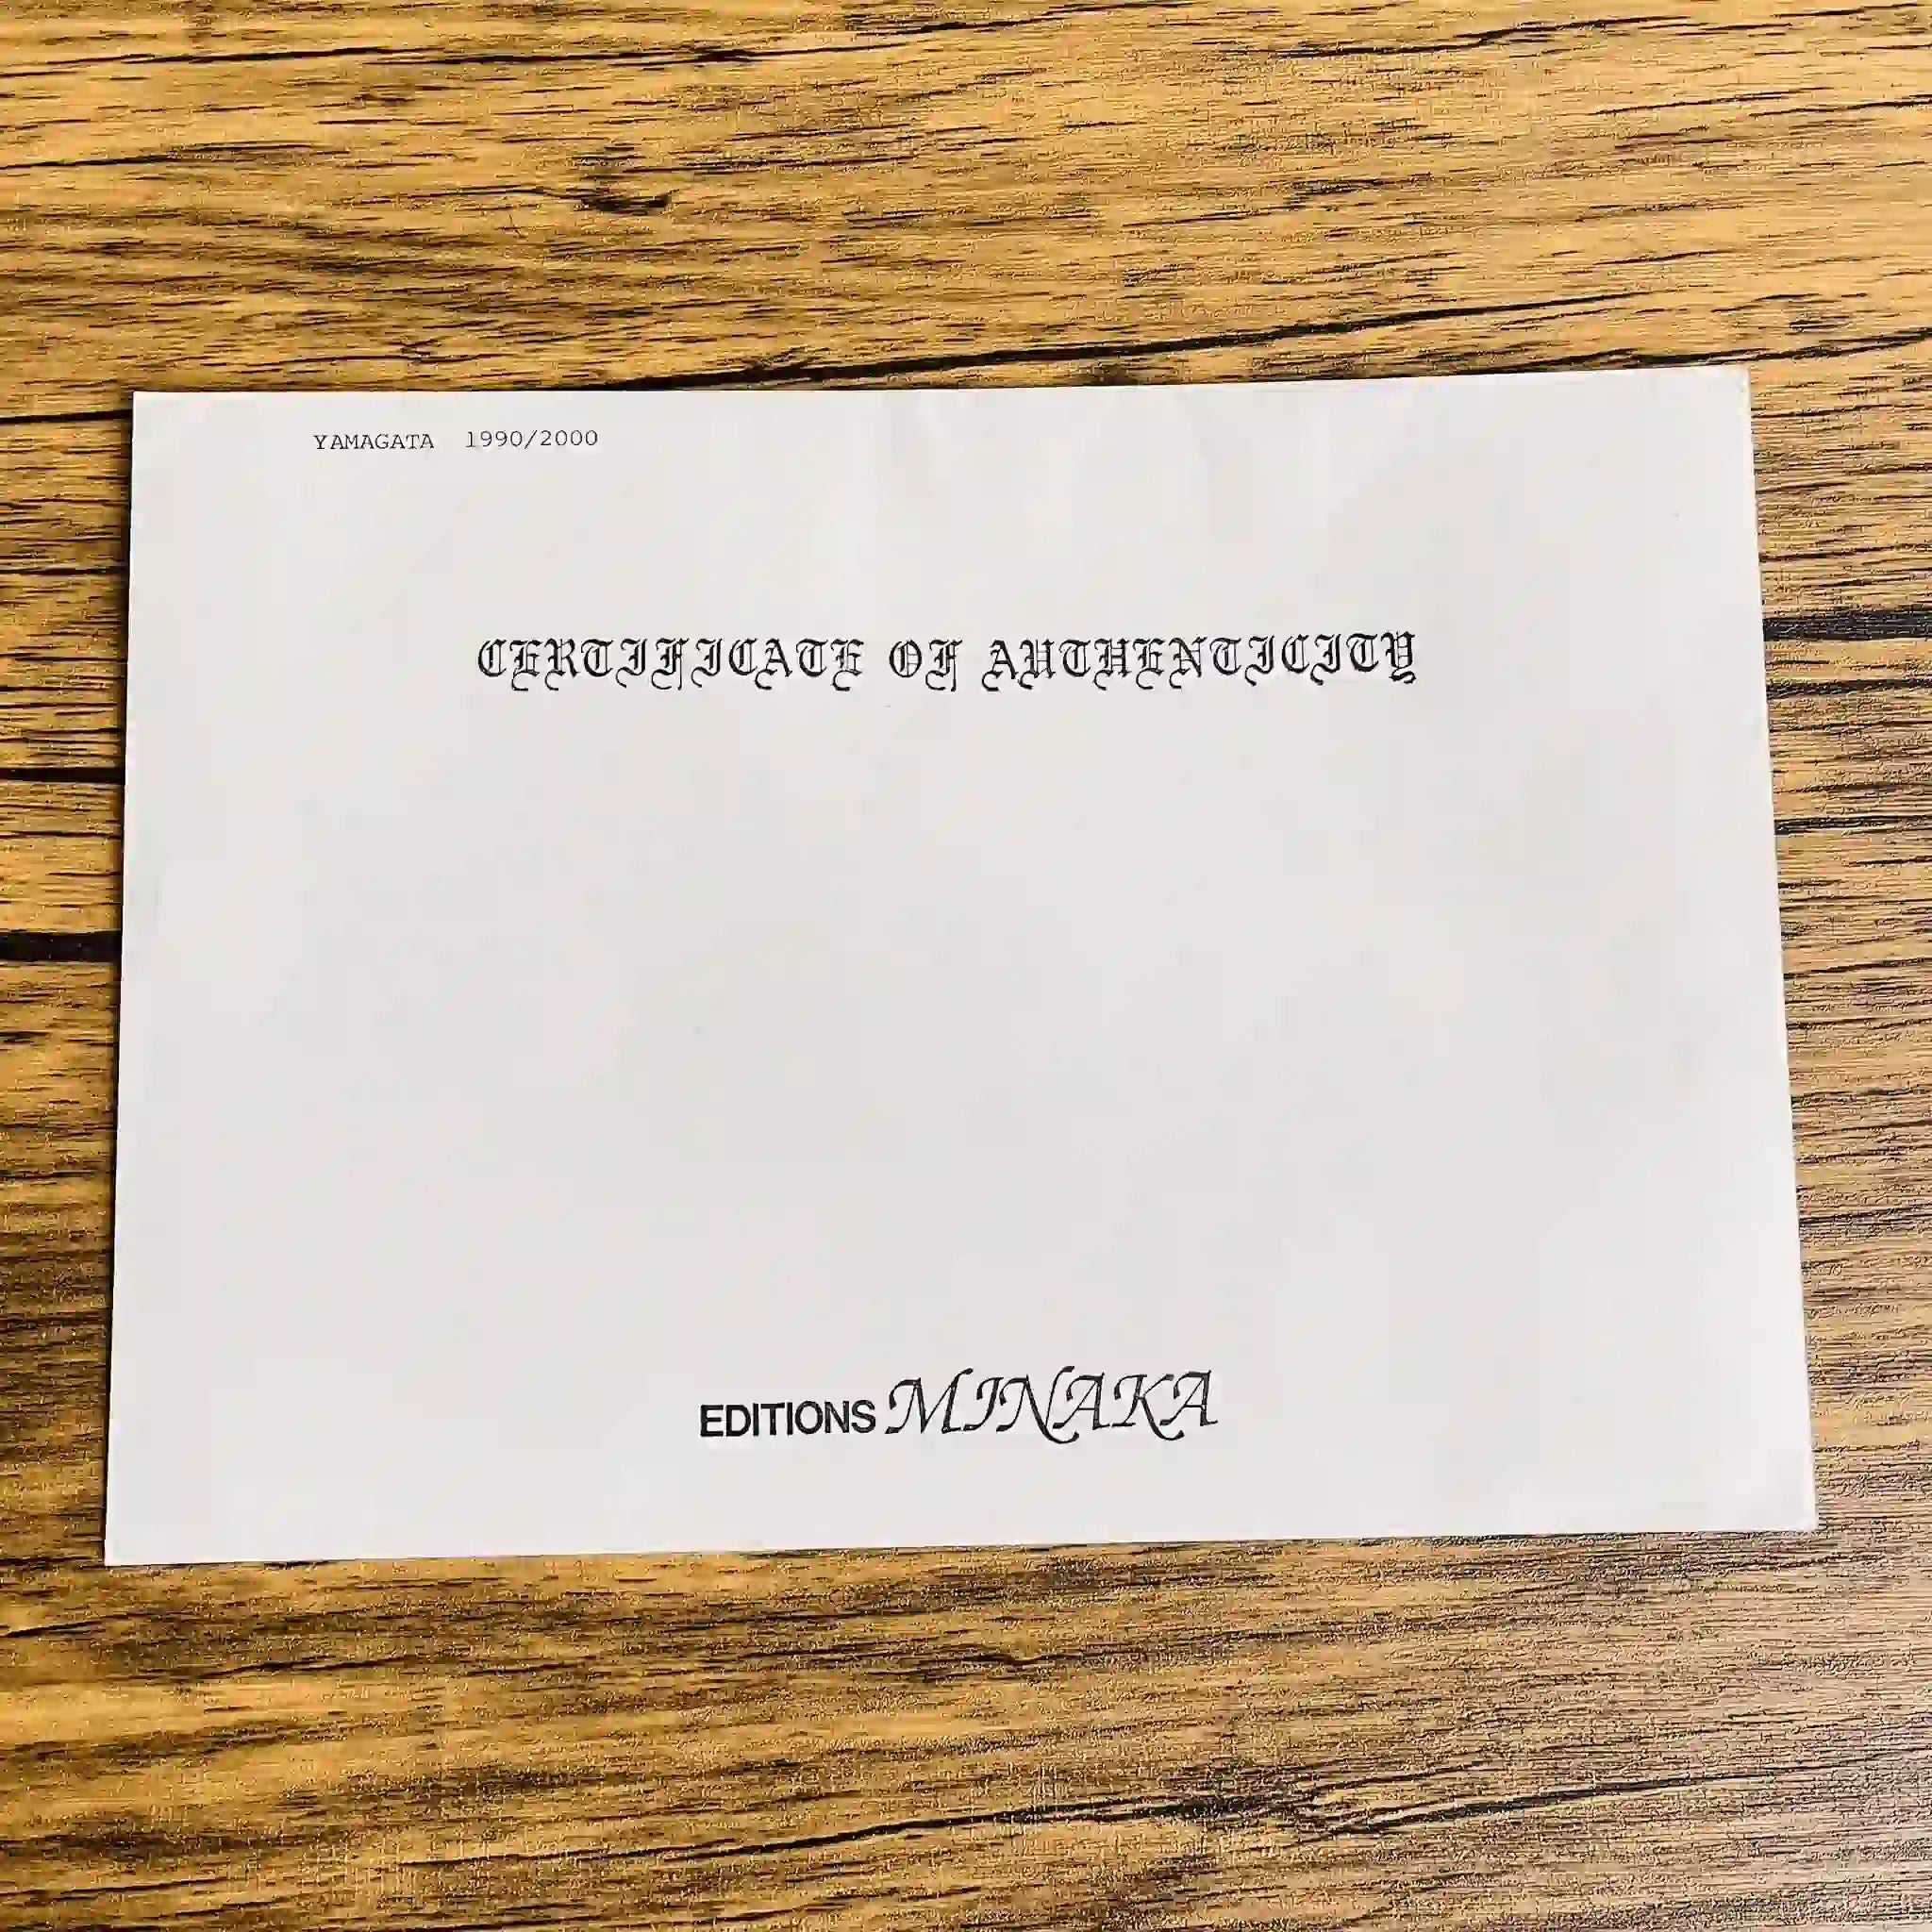 YAMAGATA 1990/2000
CERTIFICATE OF AUTHENTICITY
EDITIONS MINAKA